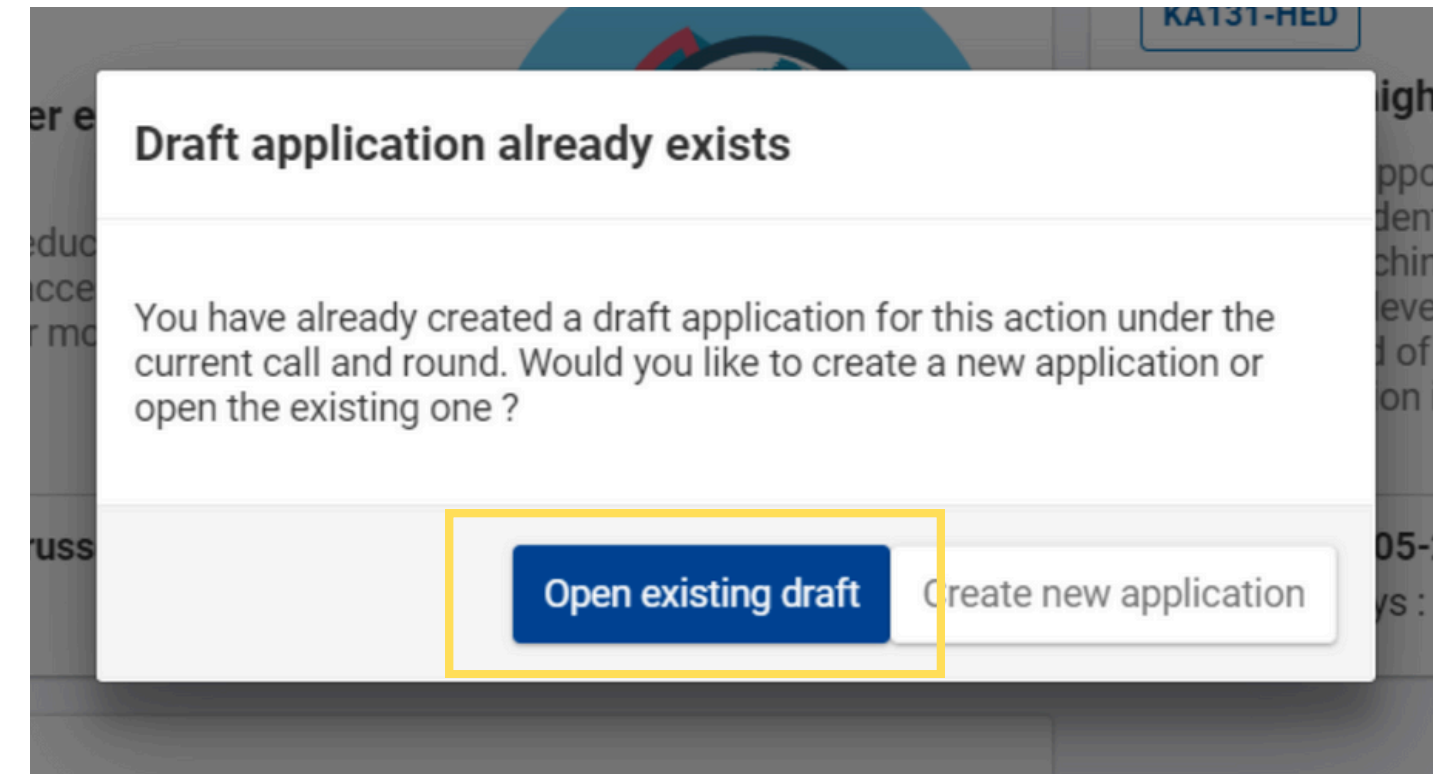 KA131-HED
Draft application already exists
You have already created a draft application for this action under the
current call and round. Would you like to create a new application or
open the existing one ?
Open existing draft
Create new application